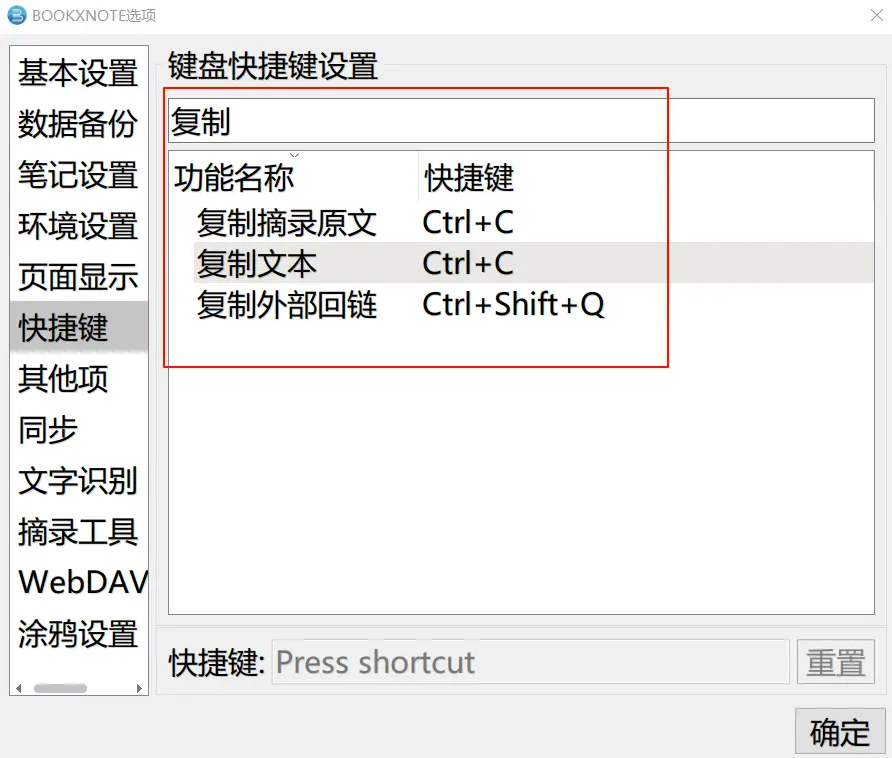 BOOKXNOTE选项
基本设置
数据备份
笔记设置
环境设置
页面显示
快捷键
其他项
同步
文字识别
摘录工具
WebDAV
涂鸦设置
键盘快捷键设置
复制
功能名称 快捷键
复制摘录原文 Ctrl+C
复制文本 Ctrl+C
复制外部回链 Ctrl+Shift+Q
快捷键: Press shortcut 重置
确定